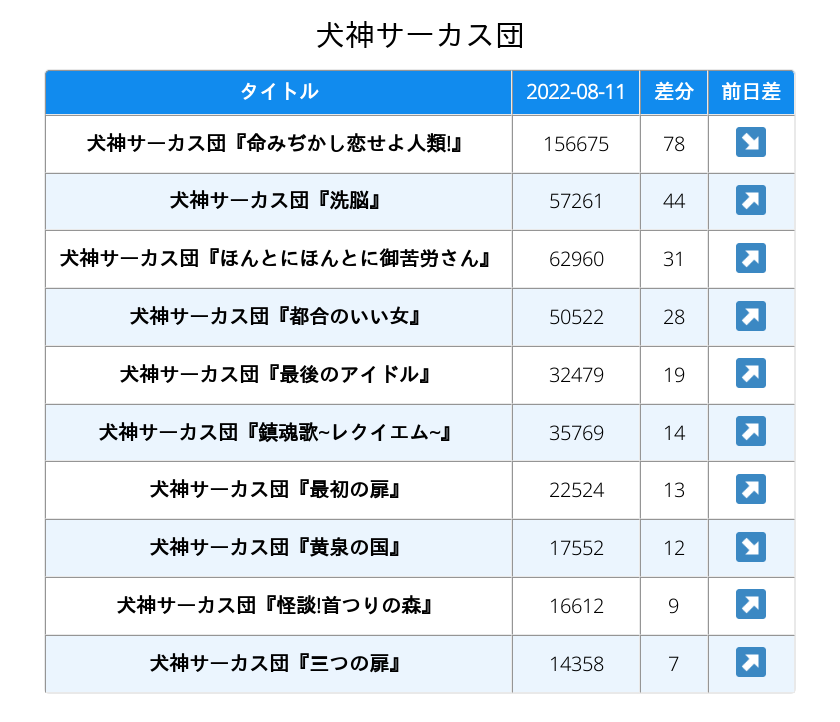 犬神サーカス団
タイトル 2022-08-11 差分 前日差
犬神サーカス団『命みぢかし恋せよ人類!』 156675 78 ↘
犬神サーカス団『洗脳』 57261 44 ↗
犬神サーカス団『ほんとにほんとに御苦労さん』 62960 31 ↗
犬神サーカス団『都合のいい女』 50522 28 ↗
犬神サーカス団『最後のアイドル』 32479 19 ↗
犬神サーカス団『鎮魂歌~レクイエム~』 35769 14 ↗
犬神サーカス団『最初の扉』 22524 13 ↗
犬神サーカス団『黄泉の国』 17552 12 ↘
犬神サーカス団『怪談!首つりの森』 16612 9 ↗
犬神サーカス団『三つの扉』 14358 7 ↗